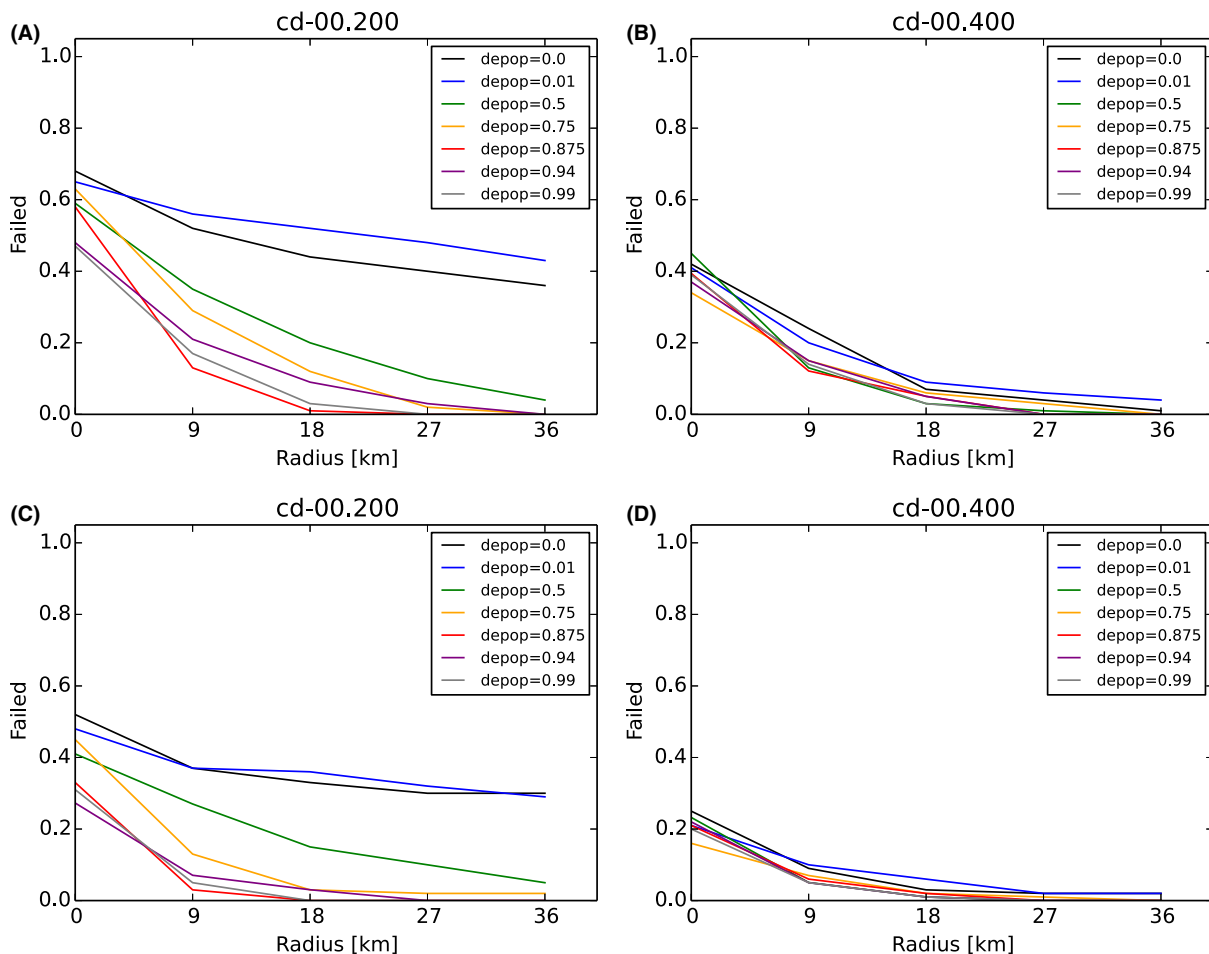 (A)
cd-00.200
1.0
0.8
0.6
0.4
0.2
0.0
Failed
0 9 18 27 36
Radius [km]
depop=0.0
depop=0.01
depop=0.5
depop=0.75
depop=0.875
depop=0.94
depop=0.99
(B)
cd-00.400
1.0
0.8
0.6
0.4
0.2
0.0
Failed
0 9 18 27 36
Radius [km]
depop=0.0
depop=0.01
depop=0.5
depop=0.75
depop=0.875
depop=0.94
depop=0.99
(C)
cd-00.200
1.0
0.8
0.6
0.4
0.2
0.0
Failed
0 9 18 27 36
Radius [km]
depop=0.0
depop=0.01
depop=0.5
depop=0.75
depop=0.875
depop=0.94
depop=0.99
(D)
cd-00.400
1.0
0.8
0.6
0.4
0.2
0.0
Failed
0 9 18 27 36
Radius [km]
depop=0.0
depop=0.01
depop=0.5
depop=0.75
depop=0.875
depop=0.94
depop=0.99